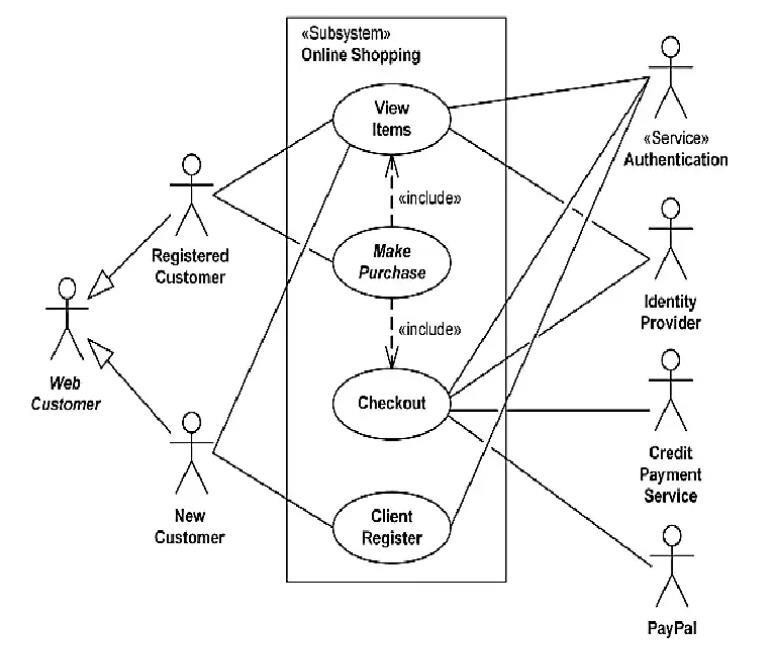 «Subsystem»
Online Shopping
View
Items
«include»
Make
Purchase
«include»
Checkout
Client
Register
Registered
Customer
Web
Customer
New
Customer
«Service»
Authentication
Identity
Provider
Credit
Payment
Service
PayPal